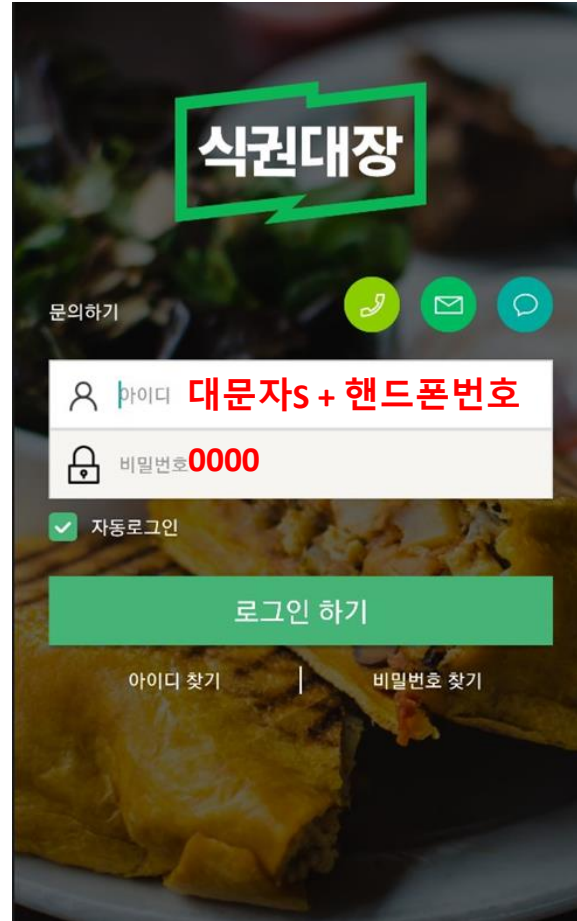 식권대장
문의하기
아이디 대문자S + 핸드폰번호
비밀번호0000
자동로그인
로그인 하기
아이디 찾기 | 비밀번호 찾기